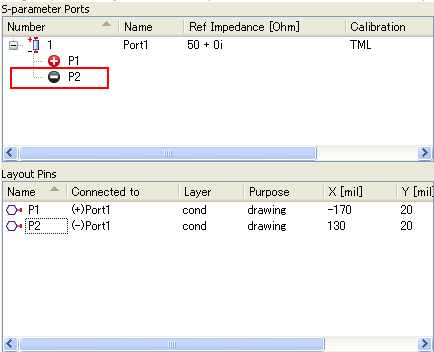 S-parameter Ports
Number Name Ref Impedance [Ohm] Calibration
1 Port1 50 + 0i TML
P1
P2
Layout Pins
Name Connected to Layer Purpose X [mil] Y [mil]
P1 (+)Port1 cond drawing -170 20
P2 (-)Port1 cond drawing 130 20